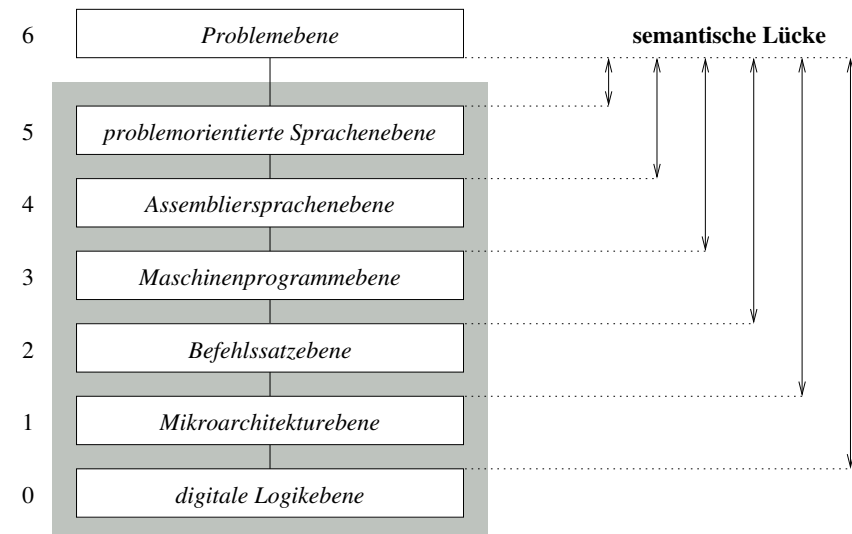 6 Problemebene semantische Lücke
5 problemorientierte Sprachenebene
4 Assembliersprachenebene
3 Maschinenprogrammebene
2 Befehlssatzebene
1 Mikroarchitekturebene
0 digitale Logikebene